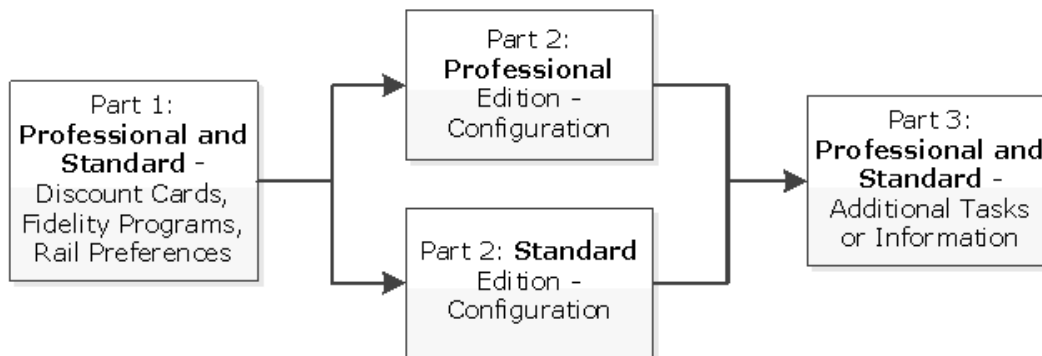 Part 1:
Professional and
Standard -
Discount Cards,
Fidelity Programs,
Rail Preferences
Part 2:
Professional
Edition -
Configuration
Part 2: Standard
Edition -
Configuration
Part 3:
Professional and
Standard -
Additional Tasks
or Information